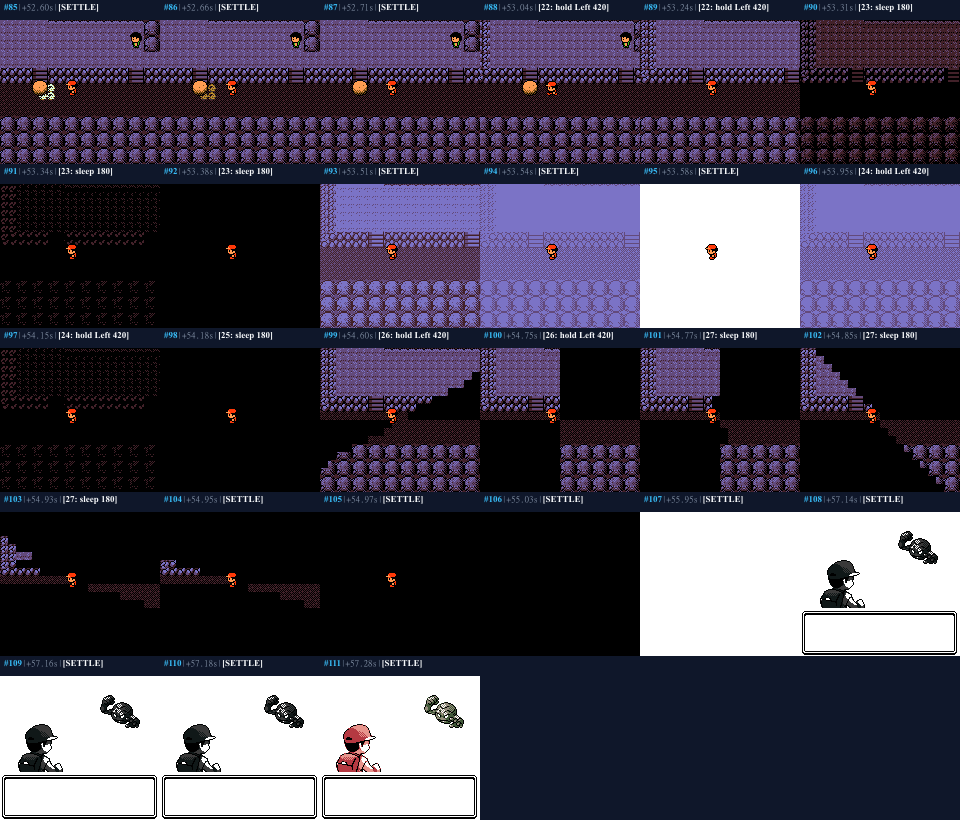 #85|+52.60s|[SETTLE]
#86|+52.66s|[SETTLE]
#87|+52.71s|[SETTLE]
#88|+53.04s|[22: hold Left 420]
#89|+53.24s|[22: hold Left 420]
#90|+53.31s|[23: sleep 180]
#91|+53.34s|[23: sleep 180]
#92|+53.38s|[23: sleep 180]
#93|+53.51s|[SETTLE]
#94|+53.54s|[SETTLE]
#95|+53.58s|[SETTLE]
#96|+53.95s|[24: hold Left 420]
#97|+54.15s|[24: hold Left 420]
#98|+54.18s|[25: sleep 180]
#99|+54.60s|[26: hold Left 420]
#100|+54.75s|[26: hold Left 420]
#101|+54.77s|[27: sleep 180]
#102|+54.85s|[27: sleep 180]
#103|+54.93s|[27: sleep 180]
#104|+54.95s|[SETTLE]
#105|+54.97s|[SETTLE]
#106|+55.03s|[SETTLE]
#107|+55.95s|[SETTLE]
#108|+57.14s|[SETTLE]
#109|+57.16s|[SETTLE]
#110|+57.18s|[SETTLE]
#111|+57.28s|[SETTLE]